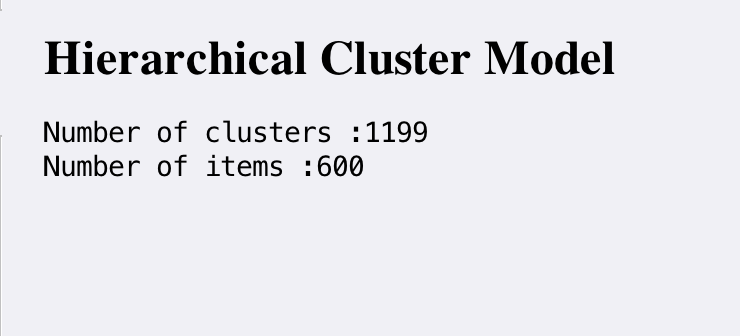 Hierarchical Cluster Model
Number of clusters :1199
Number of items :600